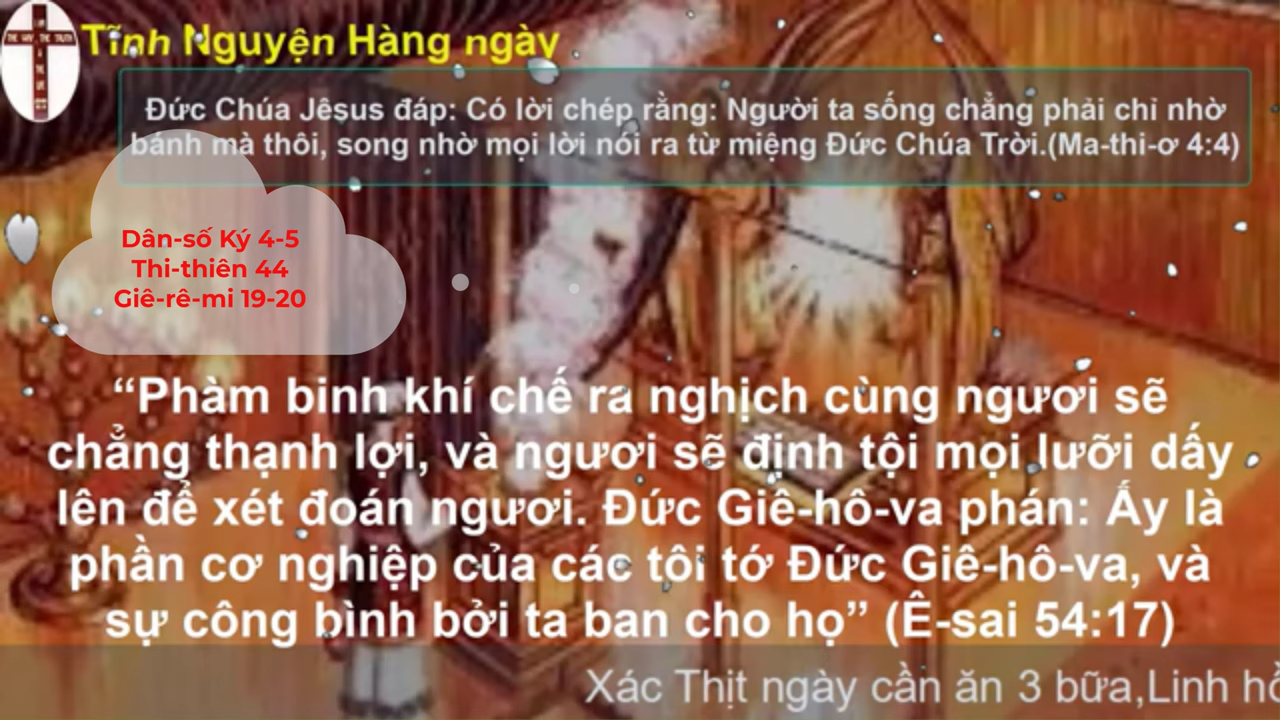 Tĩnh Nguyện Hàng ngày
Đức Chúa Jêsus đáp: Có lời chép rằng: Người ta sống chẳng phải chỉ nhờ
bánh mà thôi, song nhờ mọi lời nói ra từ miệng Đức Chúa Trời.(Ma-thi-ơ 4:4)
Dân-số Ký 4-5
Thi-thiên 44
Giê-rê-mi 19-20
“Phàm binh khí chế ra nghịch cùng ngươi sẽ
chẳng thạnh lợi, và ngươi sẽ định tội mọi lưỡi dấy
lên để xét đoán ngươi. Đức Giê-hô-va phán: Ấy là
phần cơ nghiệp của các tôi tớ Đức Giê-hô-va, và
sự công bình bởi ta ban cho họ” (Ê-sai 54:17)
Xác Thịt ngày cần ăn 3 bữa,Linh